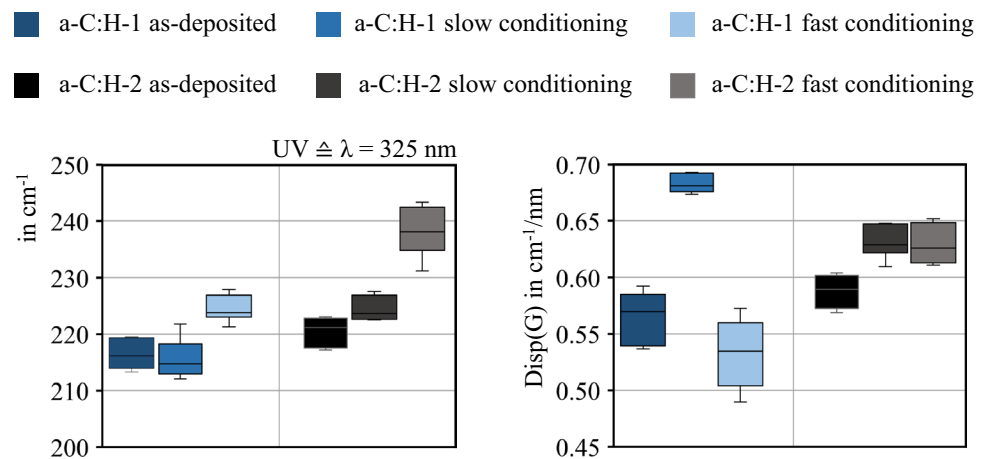 a-C:H-1 as-deposited
a-C:H-1 slow conditioning
a-C:H-1 fast conditioning
a-C:H-2 as-deposited
a-C:H-2 slow conditioning
a-C:H-2 fast conditioning
UV ≙ λ = 325 nm
in cm⁻¹
250
240
230
220
210
200
Disp(G) in cm⁻¹/nm
0.70
0.65
0.60
0.55
0.50
0.45